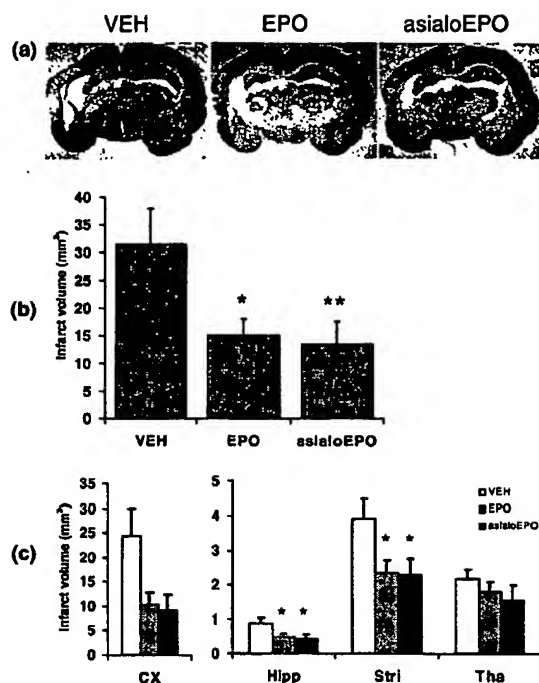 VEH EPO asialoEPO
(a)
(b)
Infarct volume (mm³)
40
35
30
25
20
15
10
5
0
*
**
VEH EPO asialoEPO
(c)
Infarct volume (mm³)
35
30
25
20
15
10
5
0
CX
5
4
3
2
1
0
* *
* *
Hipp Stri Tha
VEH
EPO
asialoEPO